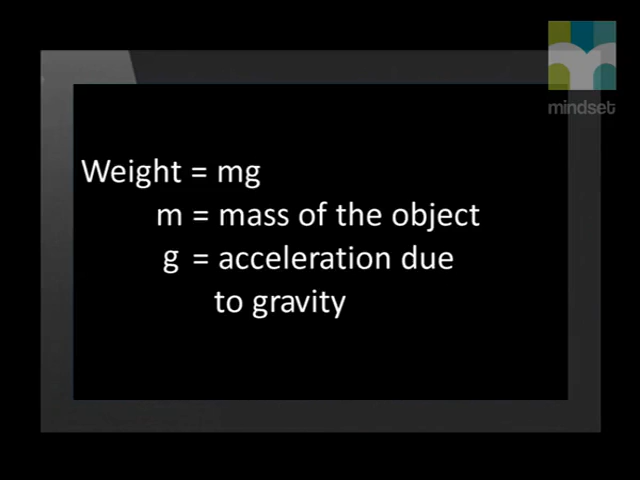 mindset
Weight = mg
m = mass of the object
g = acceleration due
to gravity